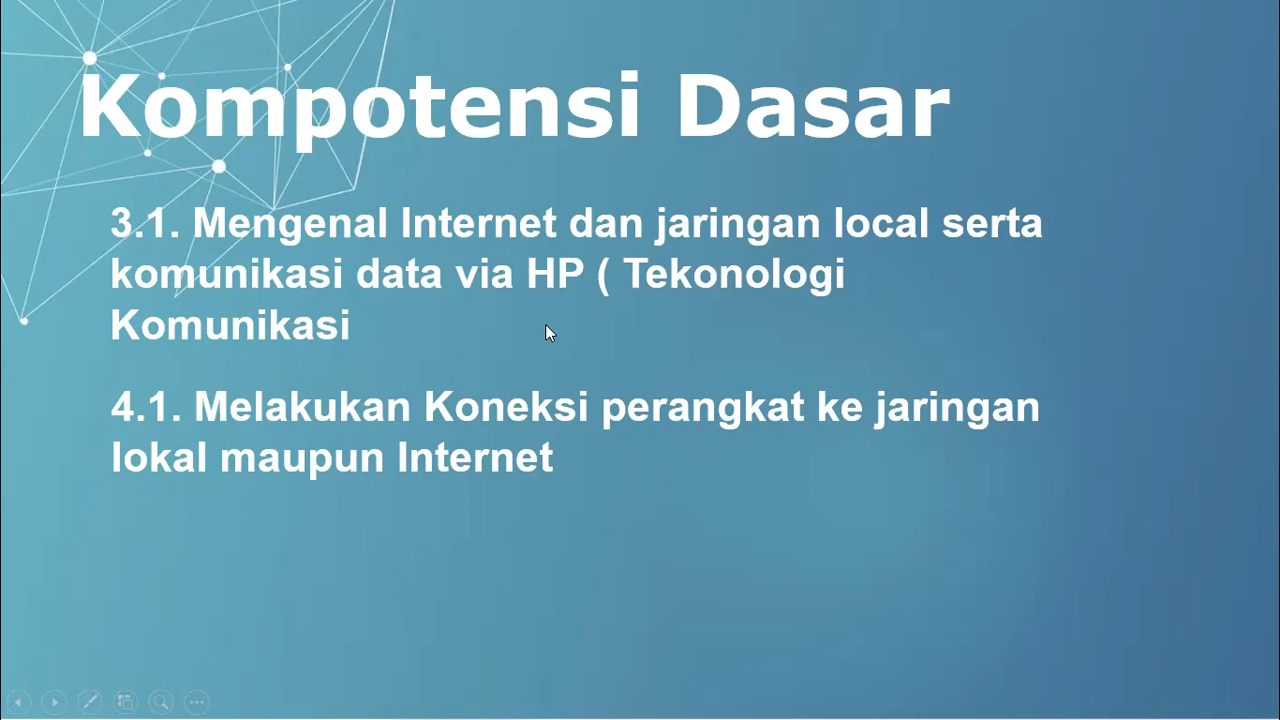 Kompotensi Dasar
3.1. Mengenal Internet dan jaringan local serta
komunikasi data via HP ( Tekonologi
Komunikasi
4.1. Melakukan Koneksi perangkat ke jaringan
lokal maupun Internet